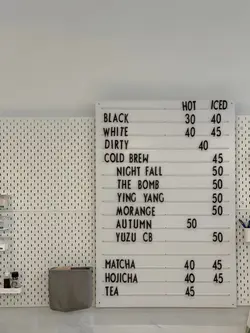 HOT ICED
BLACK 30 40
WHITE 40 45
DIRTY 40
COLD BREW 45
NIGHT FALL 50
THE BOMB 50
YING YANG 50
MORANGE 50
AUTUMN 50
YUZU CB 50
MATCHA 40 45
HOJICHA 40 45
TEA 45